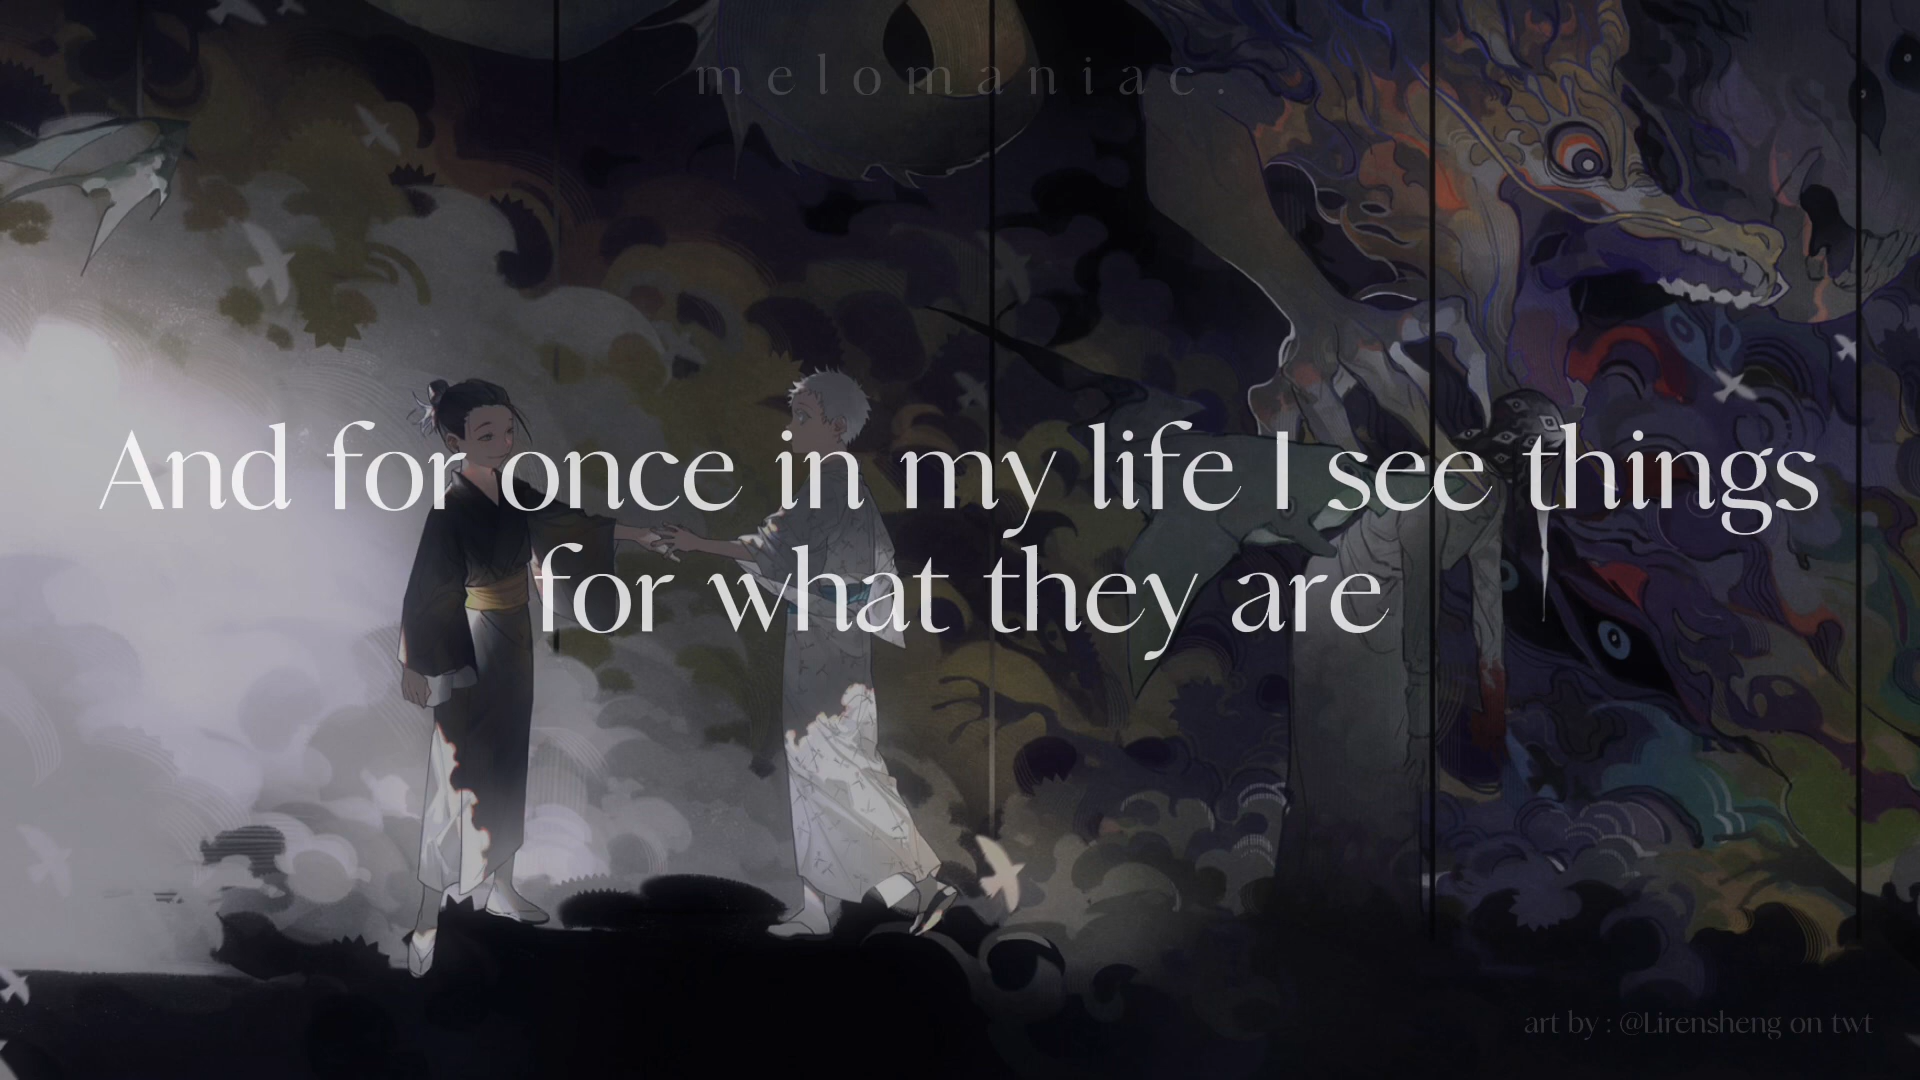 melomaniac.
And for once in my life I see things
for what they are
art by : @Lirensheng on twt